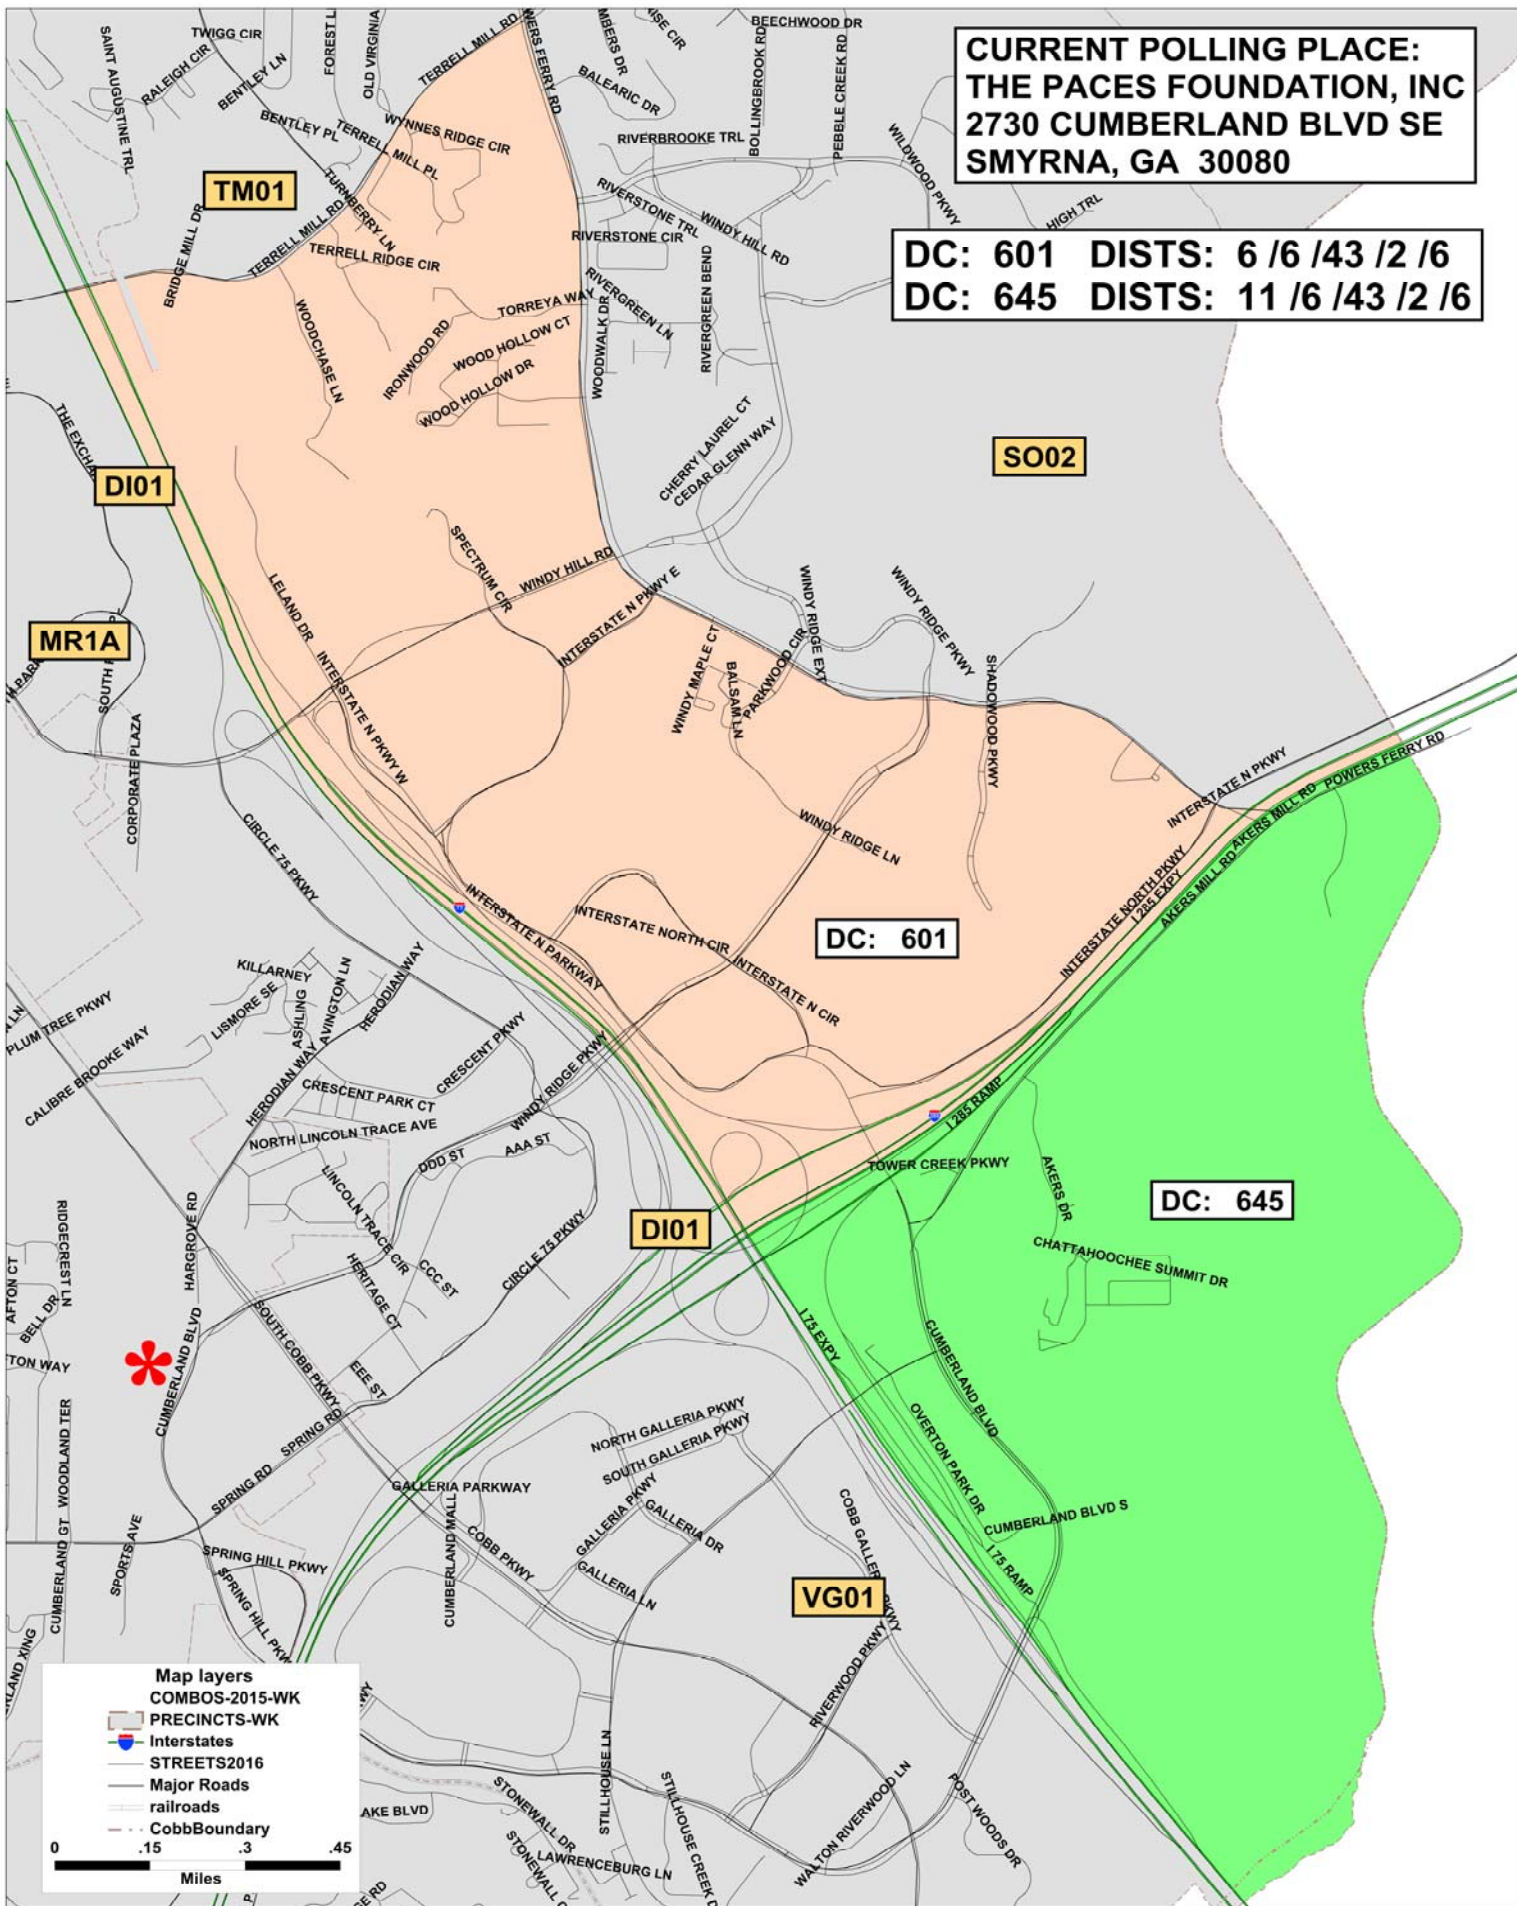 CURRENT POLLING PLACE:
THE PACES FOUNDATION, INC
2730 CUMBERLAND BLVD SE
SMYRNA, GA 30080
DC: 601 DISTS: 6 /6 /43 /2 /6
DC: 645 DISTS: 11 /6 /43 /2 /6
TWIGG CIR
RALEIGH CIR
SAINT AUGUSTINE TRL
BENTLEY LN
OLD VIRGINIA
TERRELL MILL RD
BEECHWOOD DR
BALEARIC DR
BOLLINGBROOK RD
PEBBLE CREEK RD
BENTLEY PL
TERRELL MILL PL
WYNNES RIDGE CIR
RIVERBROOKE TRL
WILDWOOD PKWY
TM01
TURNBERRY LN
RIVERSTONE TRL
WINDY HILL RD
HIGH TRL
BRIDGE MILL DR
TERRELL MILL RD
TERRELL RIDGE CIR
RIVERSTONE CIR
RIVERGREEN BEND
RIVERGREEN LN
TORREYA WAY
WOODWALK DR
WOODCHASE LN
IRONWOOD RD
WOOD HOLLOW CT
WOOD HOLLOW DR
CHERRY LAUREL CT
CEDAR GLENN WAY
SO02
DI01
SPECTRUM CIR
WINDY HILL RD
INTERSTATE N PKWY E
LELAND DR
WINDY RIDGE EXT
WINDY RIDGE PKWY
MR1A
INTERSTATE N PKWY W
WINDY MAPLE CT
BALSAM LN
PARKWOOD CIR
SHADOWOOD PKWY
CORPORATE PLAZA
INTERSTATE N PKWY
POWERS FERRY RD
AKERS MILL RD
CIRCLE 75 PKWY
WINDY RIDGE LN
INTERSTATE NORTH PKWY
I 285 EXPY
AKERS MILL RD
INTERSTATE N PARKWAY
INTERSTATE NORTH CIR
DC: 601
INTERSTATE N CIR
KILLARNEY
LISMORE SE
ASHLING
AVINGTON LN
HERODIAN WAY
PLUM TREE PKWY
CALIBRE BROOKE WAY
HERODIAN WAY
CRESCENT PKWY
CRESCENT PARK CT
WINDY RIDGE PKWY
I 285 RAMP
NORTH LINCOLN TRACE AVE
DDD ST
AAA ST
TOWER CREEK PKWY
AKERS DR
LINCOLN TRACE CIR
HARGROVE RD
RIDGECREST LN
DI01
DC: 645
CHATTAHOOCHEE SUMMIT DR
AFTON CT
BELL DR
HERITAGE CT
CCC ST
CIRCLE 75 PKWY
SOUTH COBB PKWY
CUMBERLAND BLVD
I 75 EXPY
CUMBERLAND BLVD
TON WAY
EEE ST
WOODLAND TER
SPRING RD
SPRING RD
NORTH GALLERIA PKWY
SOUTH GALLERIA PKWY
OVERTON PARK DR
GALLERIA PARKWAY
GALLERIA PKWY
GALLERIA DR
CUMBERLAND BLVD S
CUMBERLAND GT
SPORTS AVE
SPRING HILL PKWY
SPRING HILL PKW
CUMBERLAND MALL
COBB PKWY
GALLERIA LN
I 75 RAMP
VG01
RIVERWOOD PKWY
STILLHOUSE LN
WALTON RIVERWOOD LN
POST WOODS DR
STONEWALL DR
LAWRENCEBURG LN
Map layers
COMBOS-2015-WK
PRECINCTS-WK
Interstates
STREETS2016
Major Roads
railroads
CobbBoundary
0 .15 .3 .45
Miles